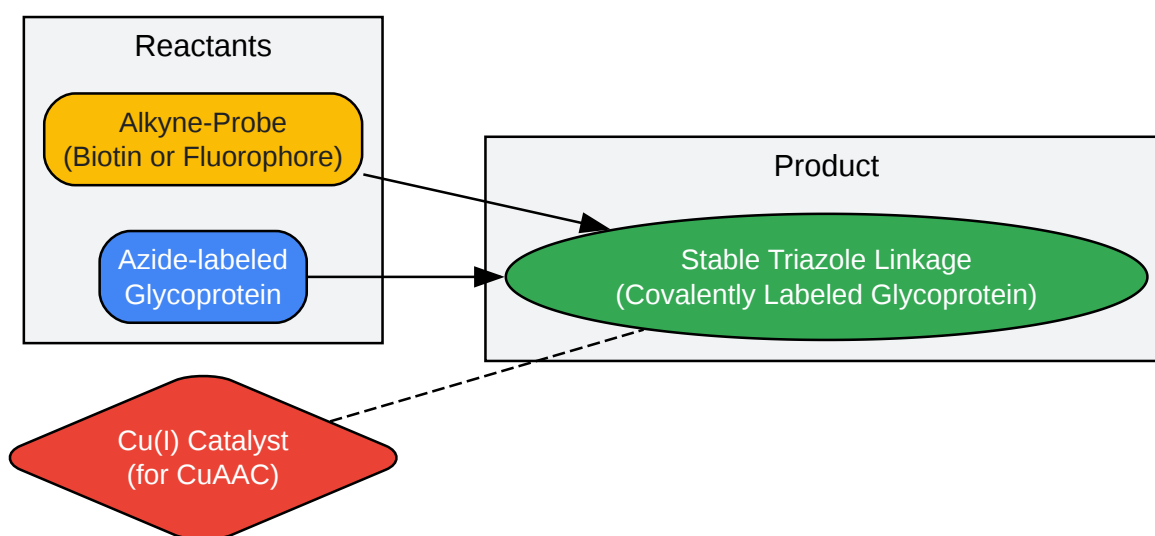 Reactants
Alkyne-Probe
(Biotin or Fluorophore)
Azide-labeled
Glycoprotein
Product
Stable Triazole Linkage
(Covalently Labeled Glycoprotein)
Cu(I) Catalyst
(for CuAAC)